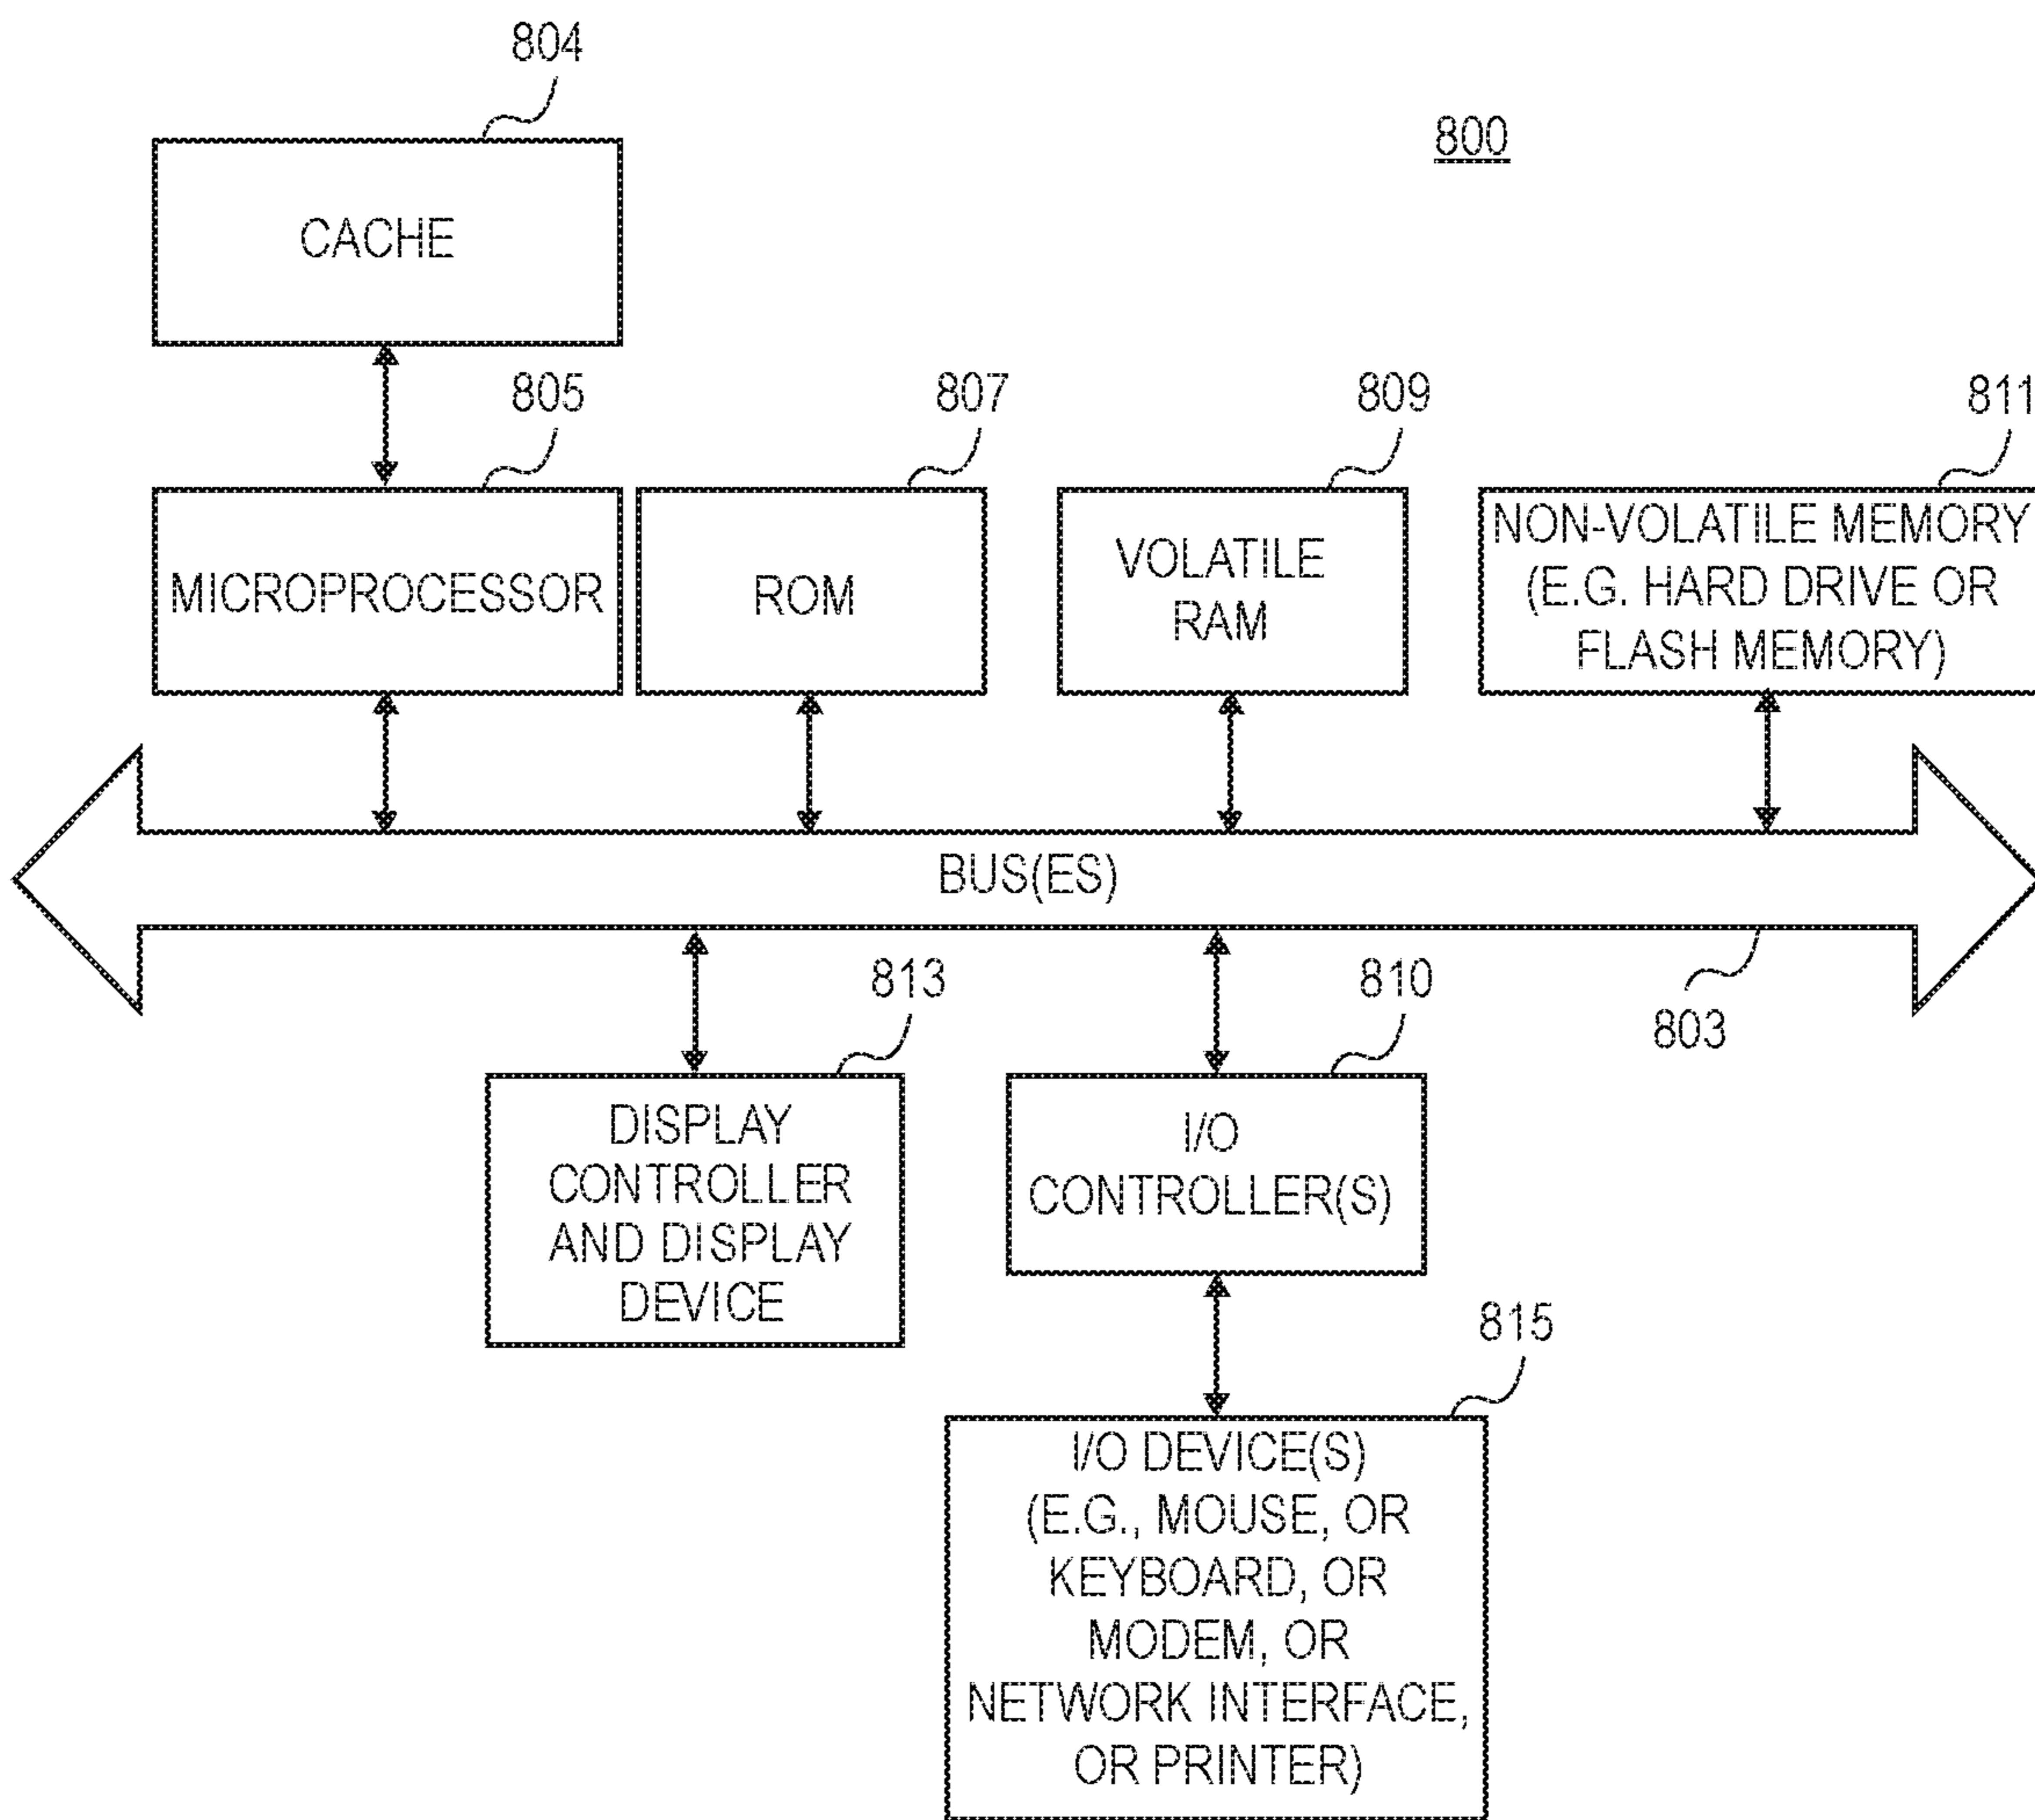 804
800
CACHE
805
807
809
811
MICROPROCESSOR
ROM
VOLATILE
RAM
NON-VOLATILE MEMORY
(E.G. HARD DRIVE OR
FLASH MEMORY)
BUS(ES)
803
813
810
DISPLAY
CONTROLLER
AND DISPLAY
DEVICE
I/O
CONTROLLER(S)
815
I/O DEVICE(S)
(E.G., MOUSE, OR
KEYBOARD, OR
MODEM, OR
NETWORK INTERFACE,
OR PRINTER)